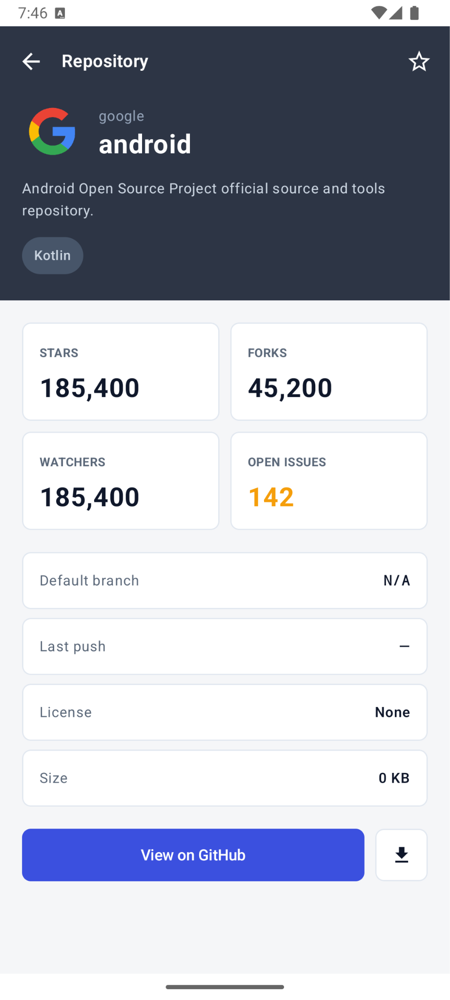 7:46
Repository
google
android
Android Open Source Project official source and tools
repository.
Kotlin
STARS
FORKS
185,400
45,200
WATCHERS
OPEN ISSUES
185,400
142
Default branch
N/A
Last push
–
License
None
Size
0 KB
View on GitHub